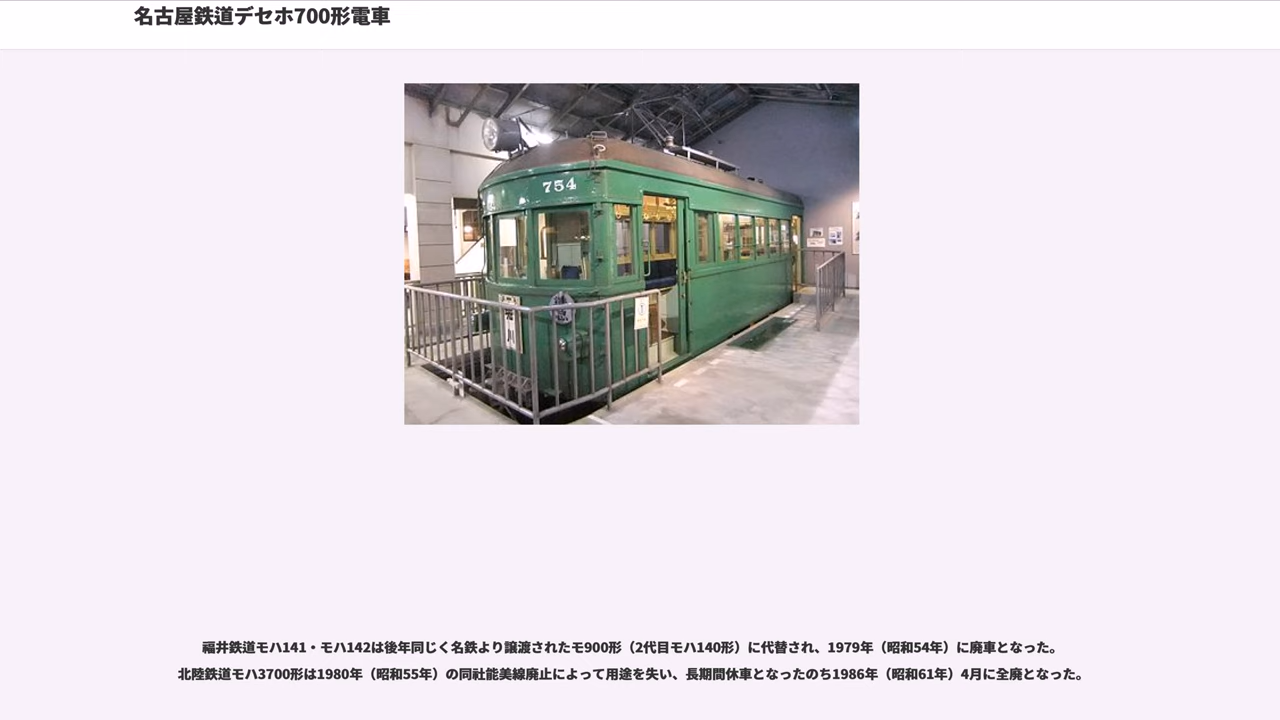 名古屋鉄道デセホ700形電車
754
福井鉄道モハ141・モハ142は後年同じく名鉄より譲渡されたモ900形（2代目モハ140形）に代替され、1979年（昭和54年）に廃車となった。
北陸鉄道モハ3700形は1980年（昭和55年）の同社能美線廃止によって用途を失い、長期間休車となったのち1986年（昭和61年）4月に全廃となった。